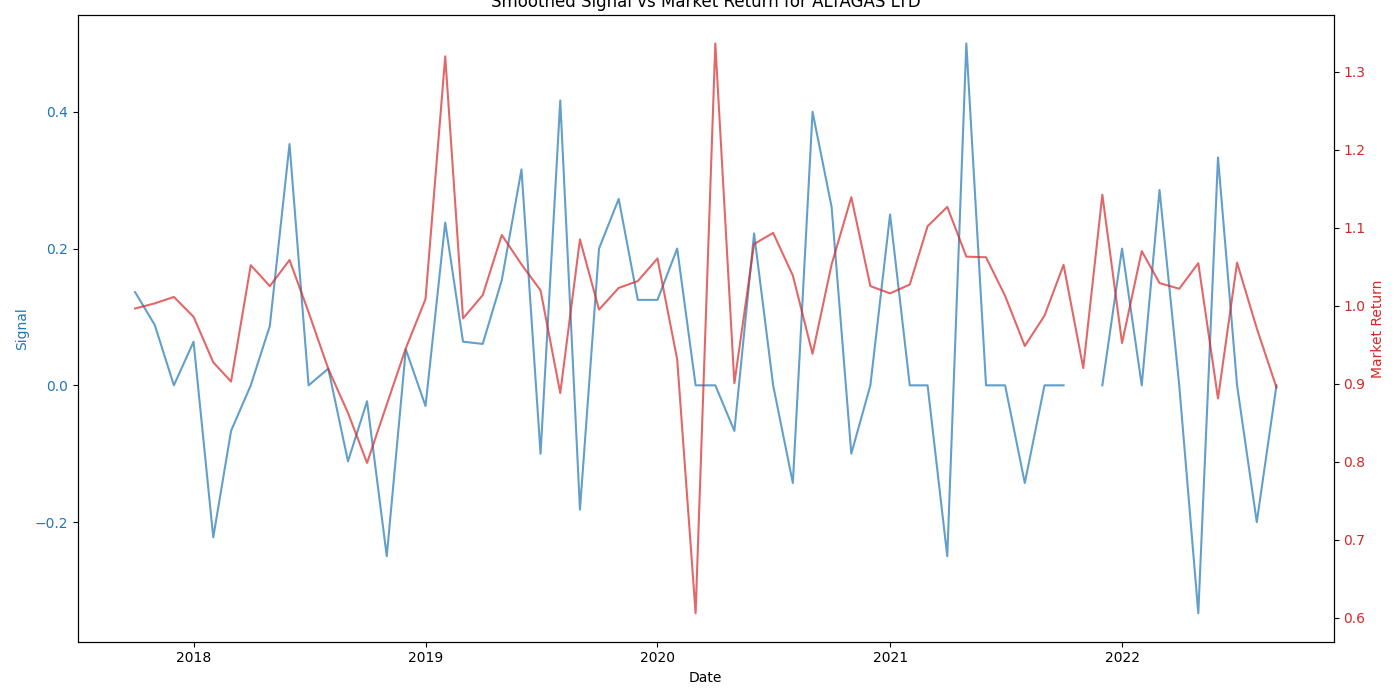 Smoothed Signal vs Market Return for ALTAGAS LTD
0.4
0.2
0.0
−0.2
Signal
1.3
1.2
1.1
1.0
0.9
0.8
0.7
0.6
Market Return
2018 2019 2020 2021 2022
Date